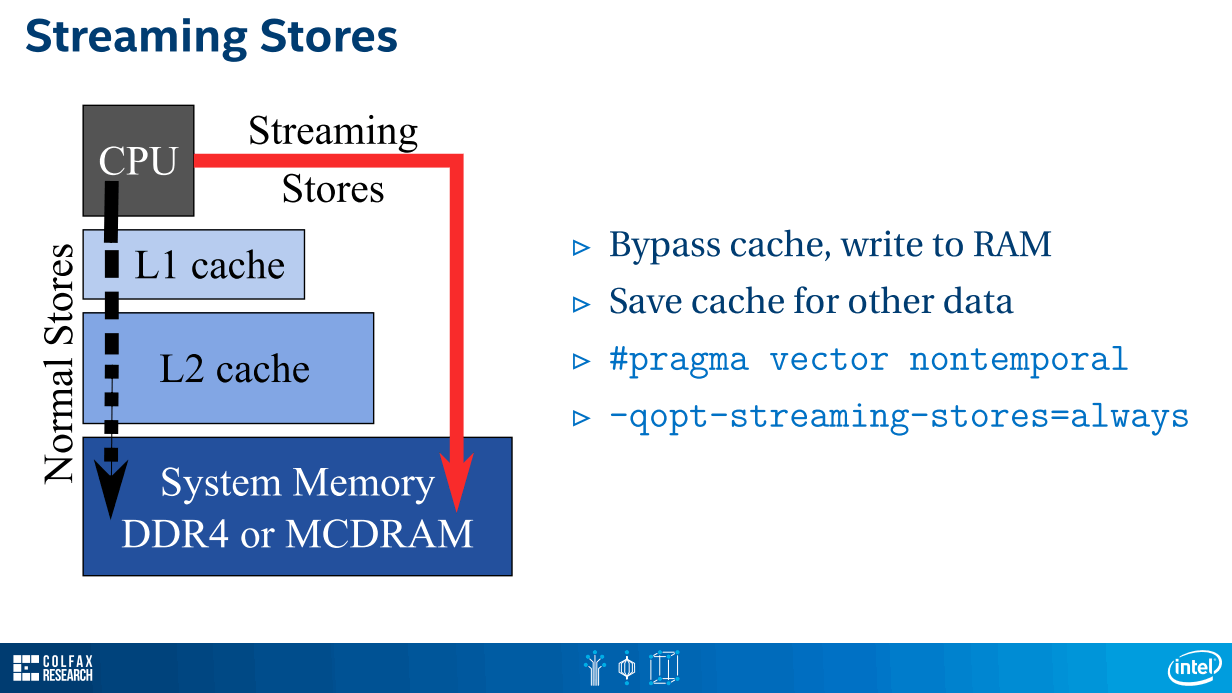 Streaming Stores
CPU
Streaming
Stores
Normal Stores
L1 cache
L2 cache
System Memory
DDR4 or MCDRAM
▹ Bypass cache, write to RAM
▹ Save cache for other data
▹ #pragma vector nontemporal
▹ -qopt-streaming-stores=always
COLFAX
RESEARCH
intel